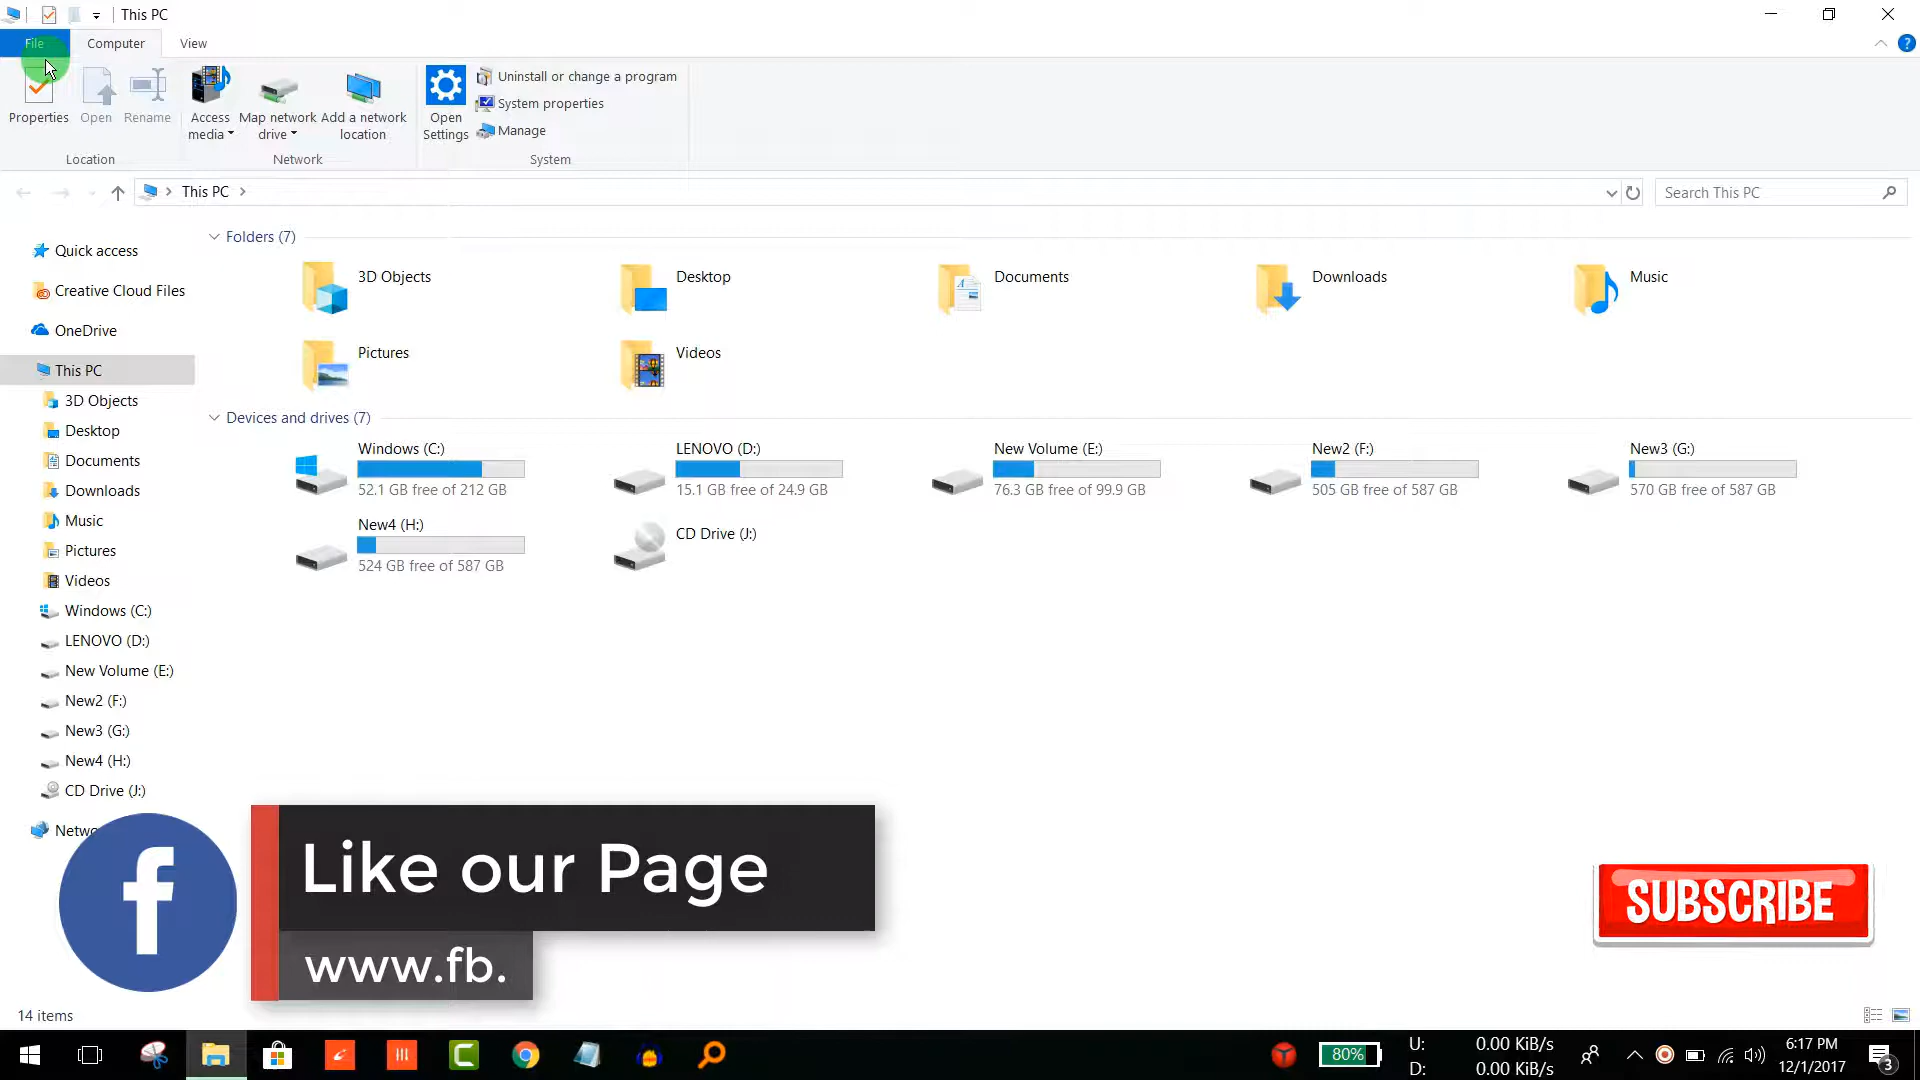 This PC
File
Computer
View
Properties
Open
Rename
Access
media
Map network
drive
Add a network
location
Open
Settings
Uninstall or change a program
System properties
Manage
Location
Network
System
This PC
Search This PC
Quick access
Creative Cloud Files
OneDrive
This PC
3D Objects
Desktop
Documents
Downloads
Music
Pictures
Videos
Windows (C:)
LENOVO (D:)
New Volume (E:)
New2 (F:)
New3 (G:)
New4 (H:)
CD Drive (J:)
Netwo
Folders (7)
3D Objects
Desktop
Documents
Downloads
Music
Pictures
Videos
Devices and drives (7)
Windows (C:)
52.1 GB free of 212 GB
LENOVO (D:)
15.1 GB free of 24.9 GB
New Volume (E:)
76.3 GB free of 99.9 GB
New2 (F:)
505 GB free of 587 GB
New3 (G:)
570 GB free of 587 GB
New4 (H:)
524 GB free of 587 GB
CD Drive (J:)
f
Like our Page
www.fb.
SUBSCRIBE
14 items
80%
U: 0.00 KiB/s
D: 0.00 KiB/s
6:17 PM
12/1/2017
3